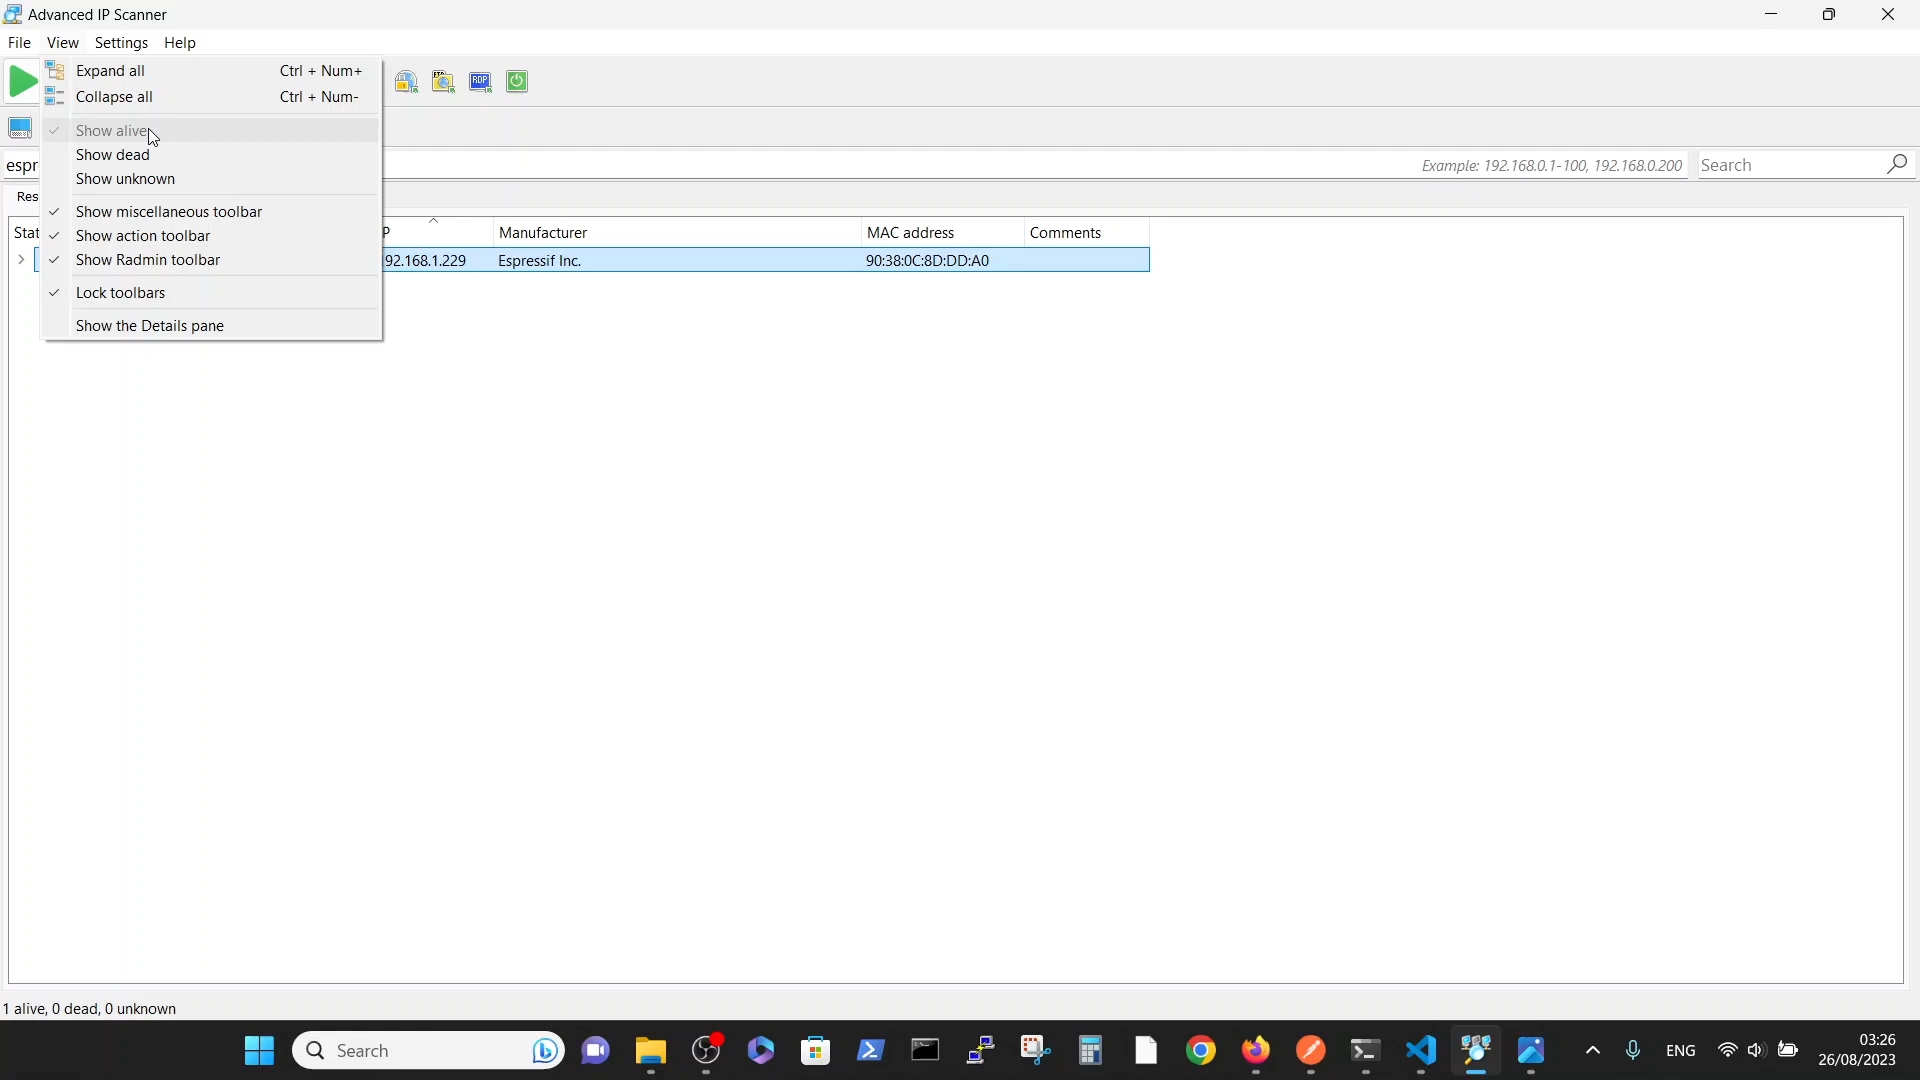 Advanced IP Scanner
File View Settings Help
Expand all Ctrl + Num+
Collapse all Ctrl + Num-
Show alive
Show dead
Show unknown
Show miscellaneous toolbar
Show action toolbar
Show Radmin toolbar
Lock toolbars
Show the Details pane
RDP
espr Example: 192.168.0.1-100, 192.168.0.200 Search
Res
Stat P Manufacturer MAC address Comments
92.168.1.229 Espressif Inc. 90:38:0C:8D:DD:A0
1 alive, 0 dead, 0 unknown
Search ENG 03:26
26/08/2023